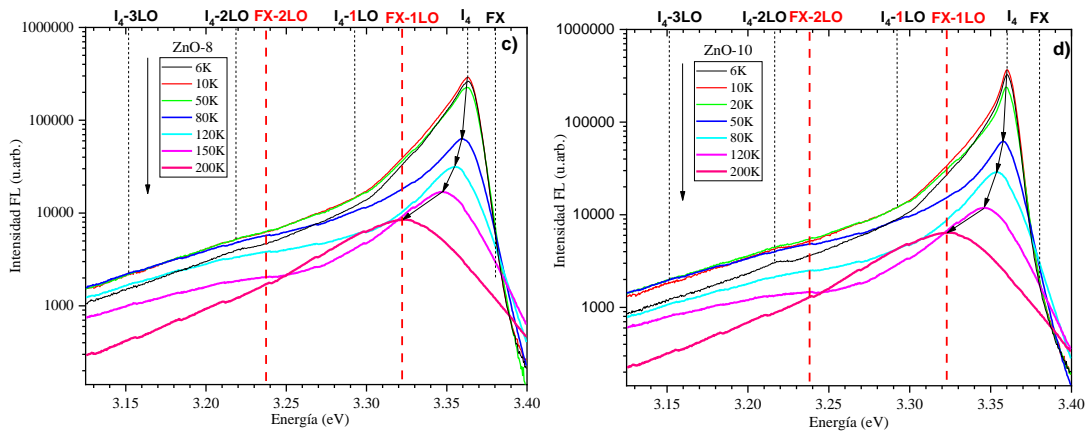 I₄-3LO I₄-2LO FX-2LO I₄-1LO FX-1LO I₄ FX
c)
ZnO-8
6K
10K
50K
80K
120K
150K
200K
1000000
100000
10000
1000
Intensidad FL (u.arb.)
3.15 3.20 3.25 3.30 3.35 3.40
Energía (eV)
I₄-3LO I₄-2LO FX-2LO I₄-1LO FX-1LO I₄ FX
d)
ZnO-10
6K
10K
20K
50K
80K
120K
200K
1000000
100000
10000
1000
Intensidad FL (u.arb.)
3.15 3.20 3.25 3.30 3.35 3.40
Energía (eV)